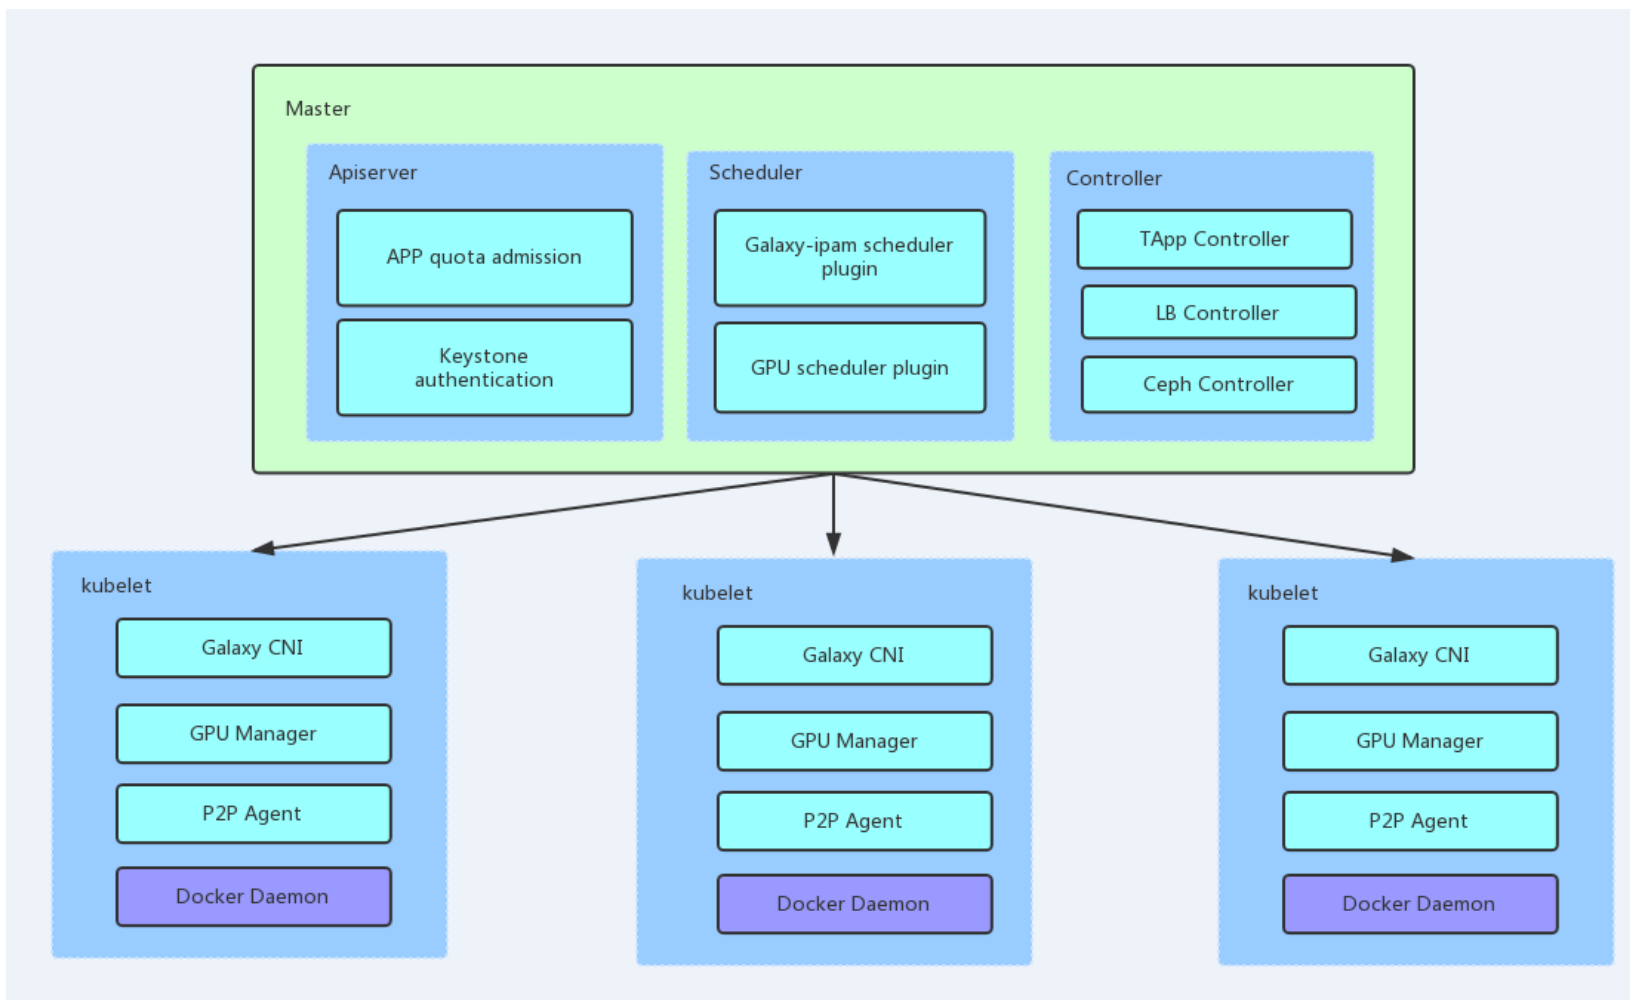 Master
Apiserver
APP quota admission
Keystone
authentication
Scheduler
Galaxy-ipam scheduler
plugin
GPU scheduler plugin
Controller
TApp Controller
LB Controller
Ceph Controller
kubelet
Galaxy CNI
GPU Manager
P2P Agent
Docker Daemon
kubelet
Galaxy CNI
GPU Manager
P2P Agent
Docker Daemon
kubelet
Galaxy CNI
GPU Manager
P2P Agent
Docker Daemon